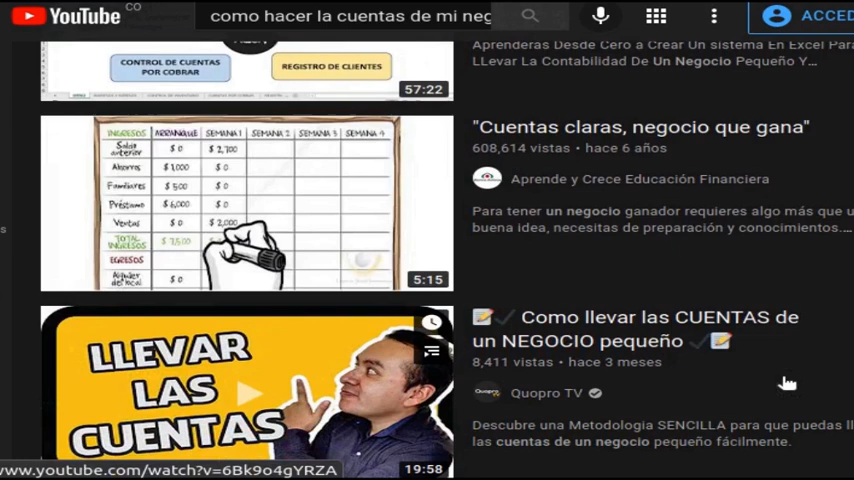 YouTube
CO
como hacer la cuentas de mi neg
ACCED
CONTROL DE CUENTAS
POR COBRAR
REGISTRO DE CLIENTES
57:22
Aprenderas Desde Cero a Crear Un sistema En Excel Para
LLevar La Contabilidad De Un Negocio Pequeño Y...
INGRESOS ARRANQUE SEMANA 1 SEMANA 2 SEMANA 3 SEMANA 4
Saldo anterior $ 0 $ 2,700
Ahorros $ 1,000 $ 0
Familiares $ 500 $ 0
Préstamo $ 6,000 $ 0
Ventas $ 0 $ 2,000
TOTAL INGRESOS $ 7,500
EGRESOS
Alquiler del local $ 0
5:15
"Cuentas claras, negocio que gana"
608,614 vistas • hace 6 años
Aprende y Crece Educación Financiera
Para tener un negocio ganador requieres algo más que u
buena idea, necesitas de preparación y conocimientos....
LLEVAR
LAS
CUENTAS
19:58
Como llevar las CUENTAS de
un NEGOCIO pequeño
8,411 vistas • hace 3 meses
Quopro
Quopro TV
Descubre una Metodologia SENCILLA para que puedas ll
las cuentas de un negocio pequeño fácilmente.
www.youtube.com/watch?v=6Bk9o4gYRZA